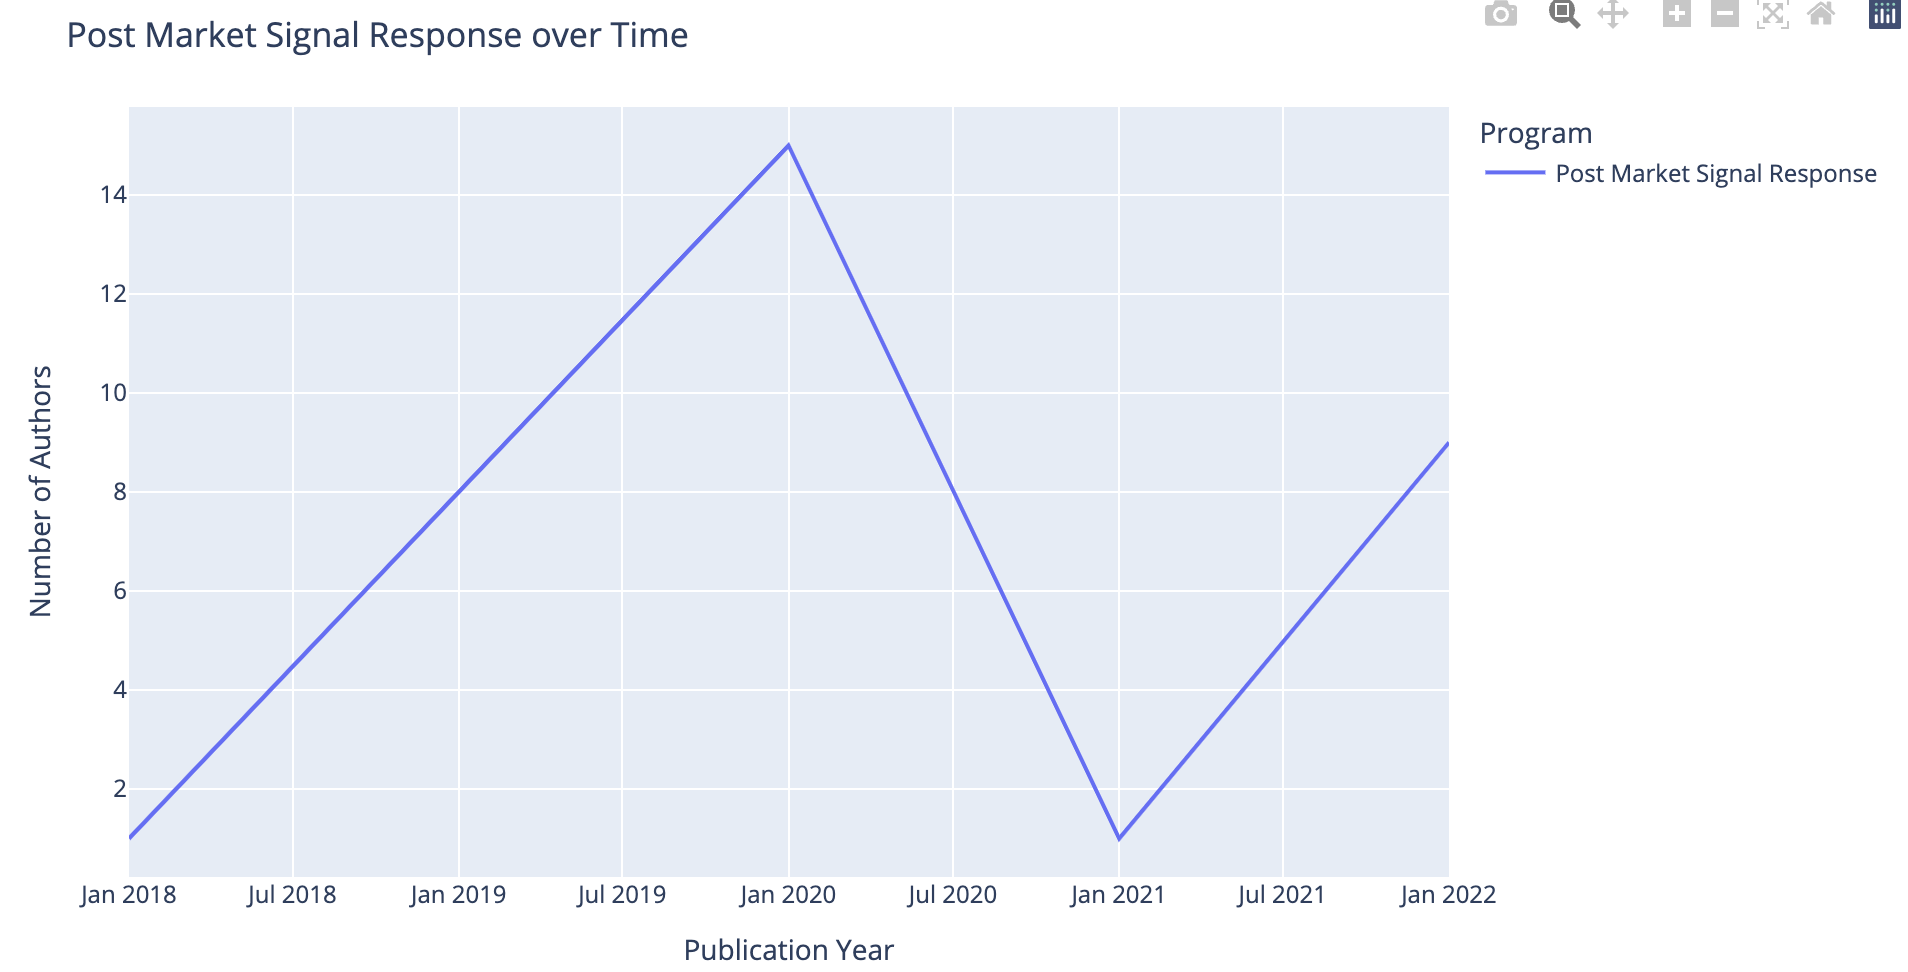 Post Market Signal Response over Time
Program
Post Market Signal Response
Number of Authors
14
12
10
8
6
4
2
Jan 2018 Jul 2018 Jan 2019 Jul 2019 Jan 2020 Jul 2020 Jan 2021 Jul 2021 Jan 2022
Publication Year